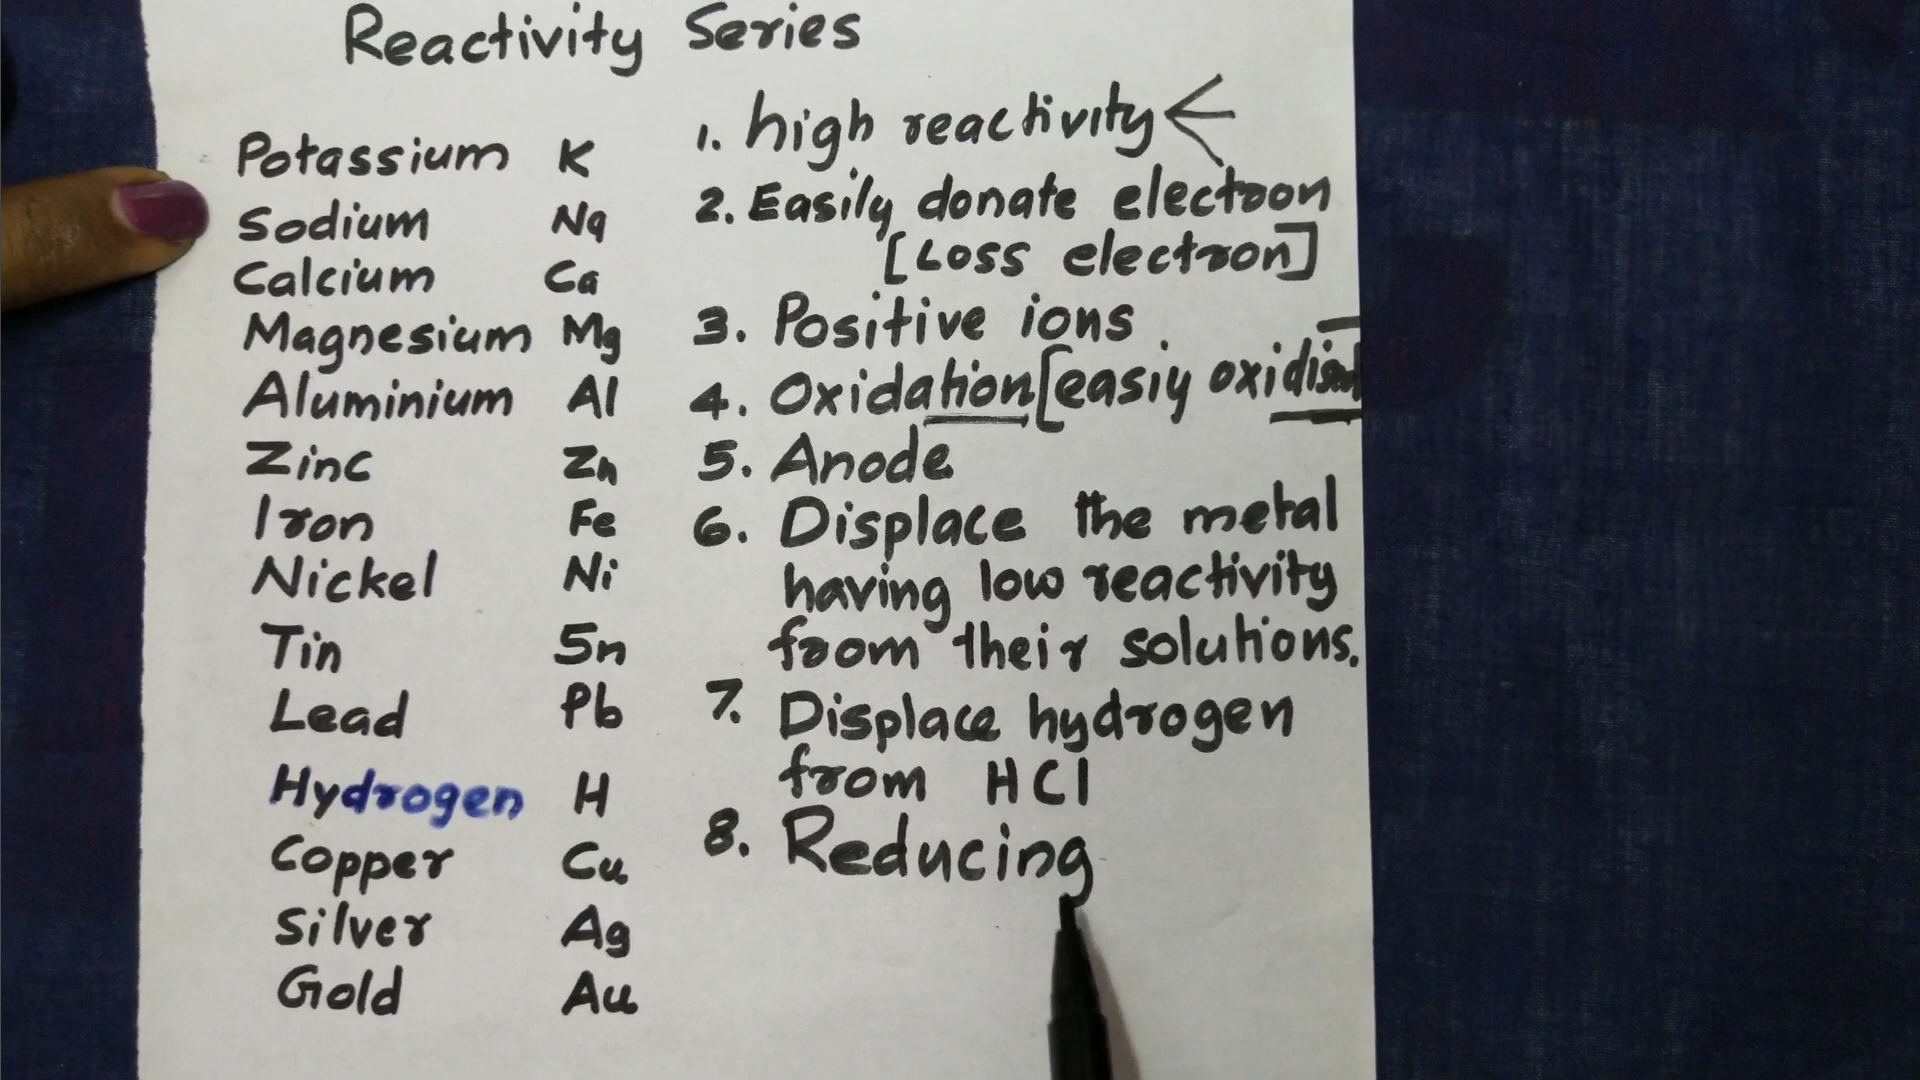 Reactivity Series
Potassium K
Sodium Na
Calcium Ca
Magnesium Mg
Aluminium Al
Zinc Zn
Iron Fe
Nickel Ni
Tin Sn
Lead Pb
Hydrogen H
Copper Cu
Silver Ag
Gold Au
1. high reactivity
2. Easily donate electron
[Loss electron]
3. Positive ions
4. Oxidation [easiy
5. Anode
6. Displace the metal
having low reactivity
from their solutions.
7. Displace hydrogen
from HCl
8. Reducing